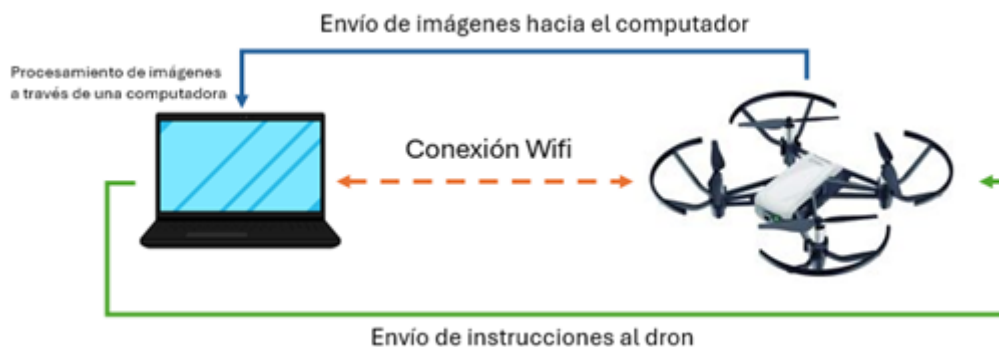 Envío de imágenes hacia el computador
Procesamiento de imágenes
a través de una computadora
Conexión Wifi
Envío de instrucciones al dron